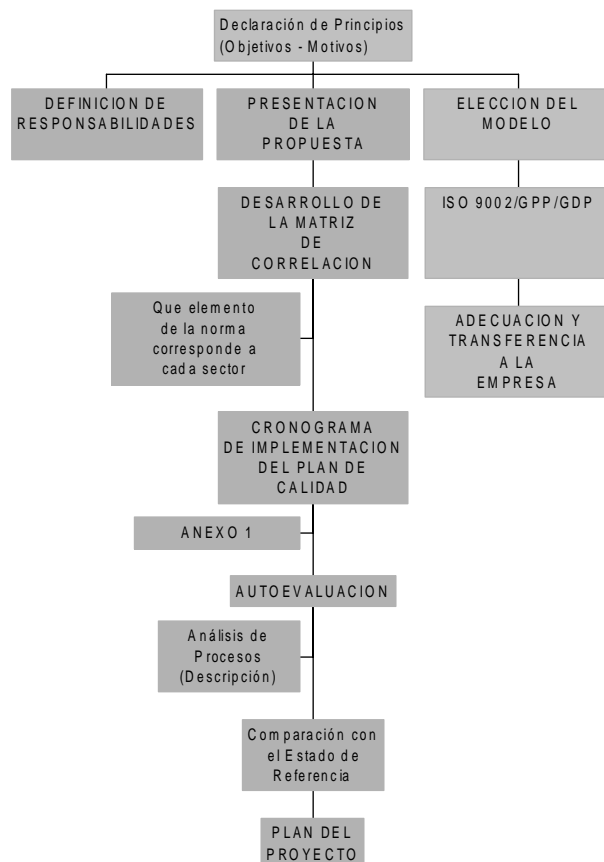 Declaración de Principios
(Objetivos - Motivos)
DEFINICION DE
RESPONSABILIDADES
PRESENTACION
DE LA
PROPUESTA
ELECCION DEL
MODELO
DESARROLLO DE
LA MATRIZ
DE
CORRELACION
ISO 9002/GPP/GDP
Que elemento
de la norma
corresponde a
cada sector
ADECUACION Y
TRANSFERENCIA
A LA
EMPRESA
CRONOGRAMA
DE IMPLEMENTACION
DEL PLAN DE
CALIDAD
ANEXO 1
AUTOEVALUACION
Análisis de
Procesos
(Descripción)
Comparación con
el Estado de
Referencia
PLAN DEL
PROYECTO